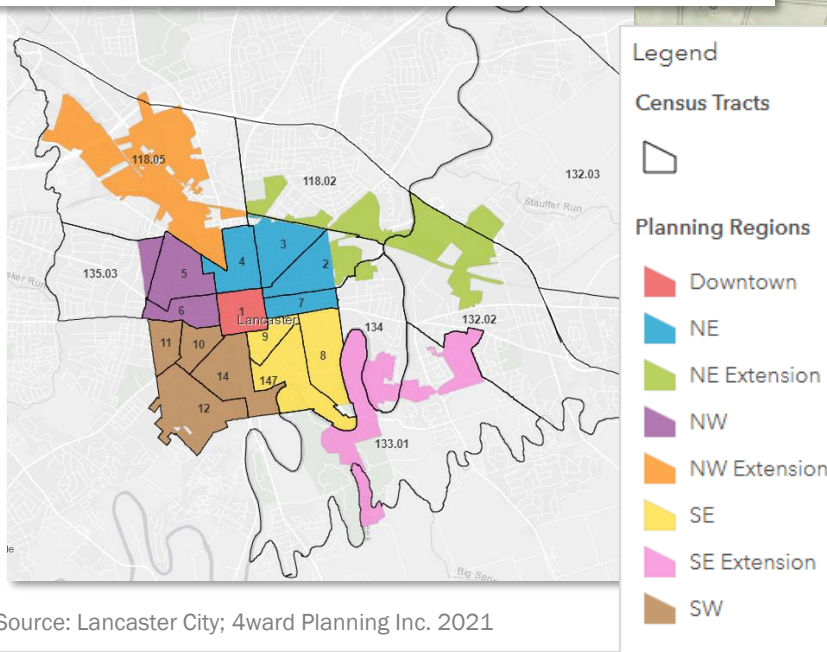 118.05
118.02
132.03
Stauffer Run
135.03
3
4
5
2
6
7
1
Lancaster
132.02
134
9
11
10
8
14
147
12
133.01
Big Spri
Source: Lancaster City; 4ward Planning Inc. 2021
Legend
Census Tracts
Planning Regions
Downtown
NE
NE Extension
NW
NW Extension
SE
SE Extension
SW